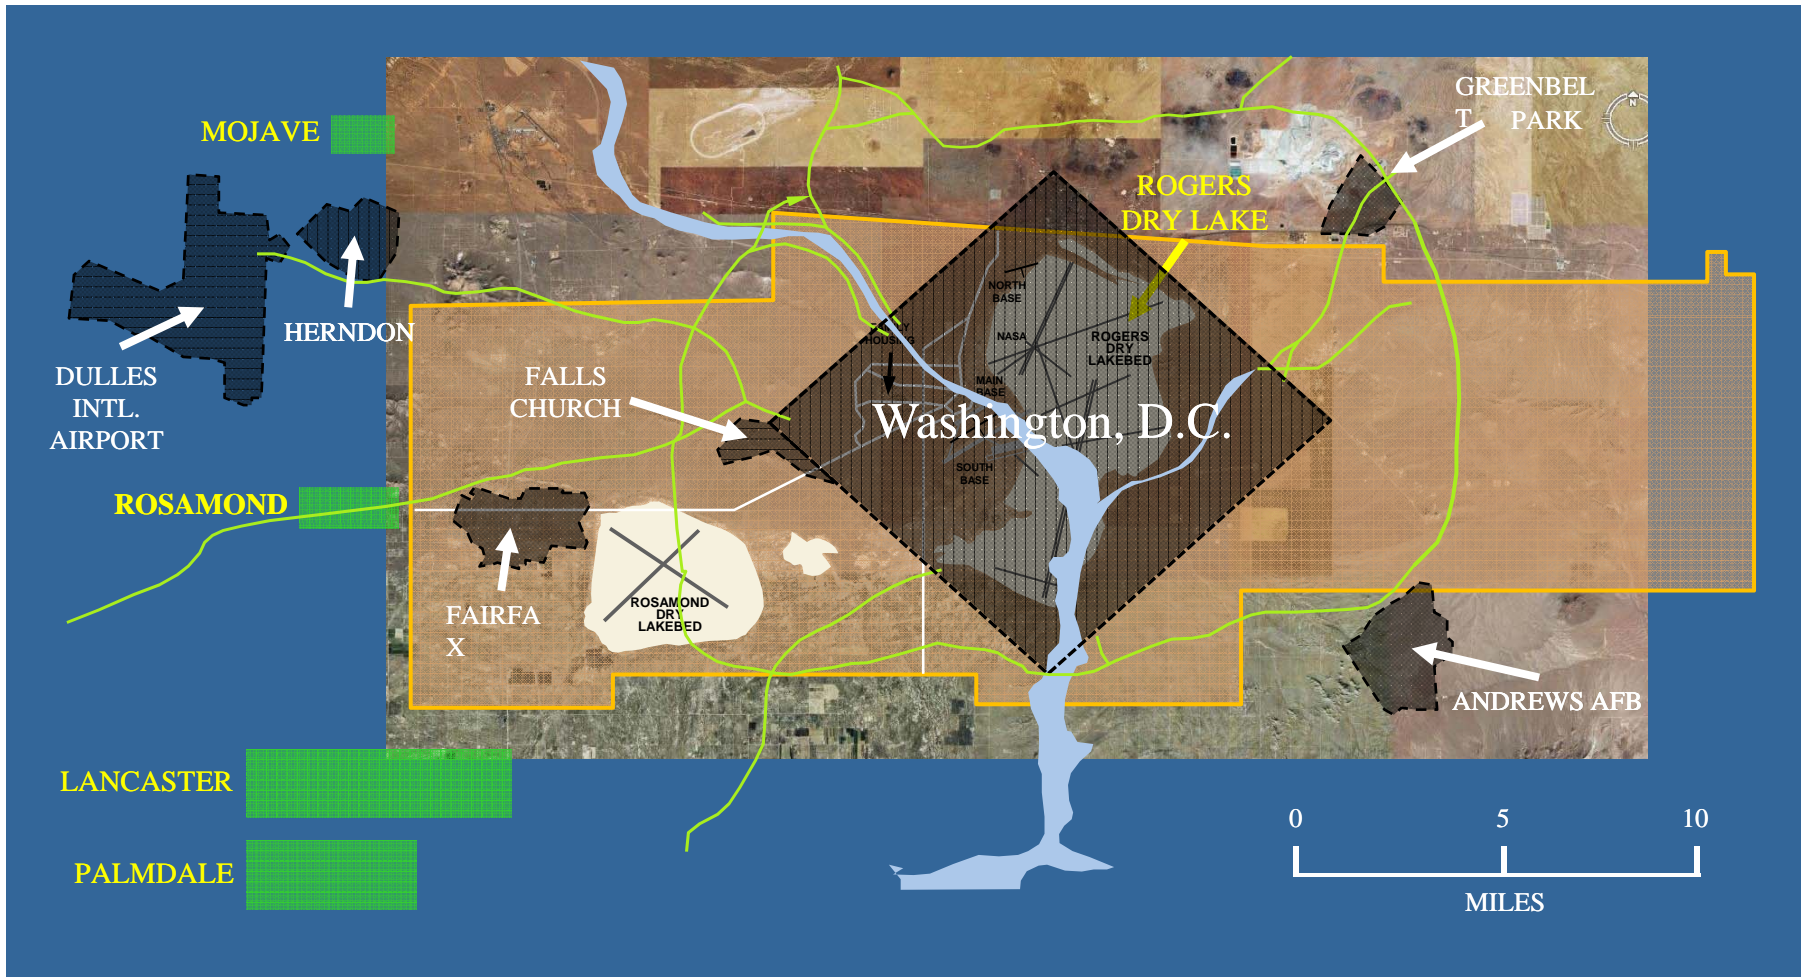 GREENBEL
T PARK
N
MOJAVE
ROGERS
DRY LAKE
NORTH
BASE
HERNDON
NASA
ROGERS
DRY
LAKEBED
HOUSING
DULLES
INTL.
AIRPORT
FALLS
CHURCH
MAIN
BASE
Washington, D.C.
SOUTH
BASE
ROSAMOND
FAIRFA
X
ROSAMOND
DRY
LAKEBED
ANDREWS AFB
LANCASTER
PALMDALE
0 5 10
MILES